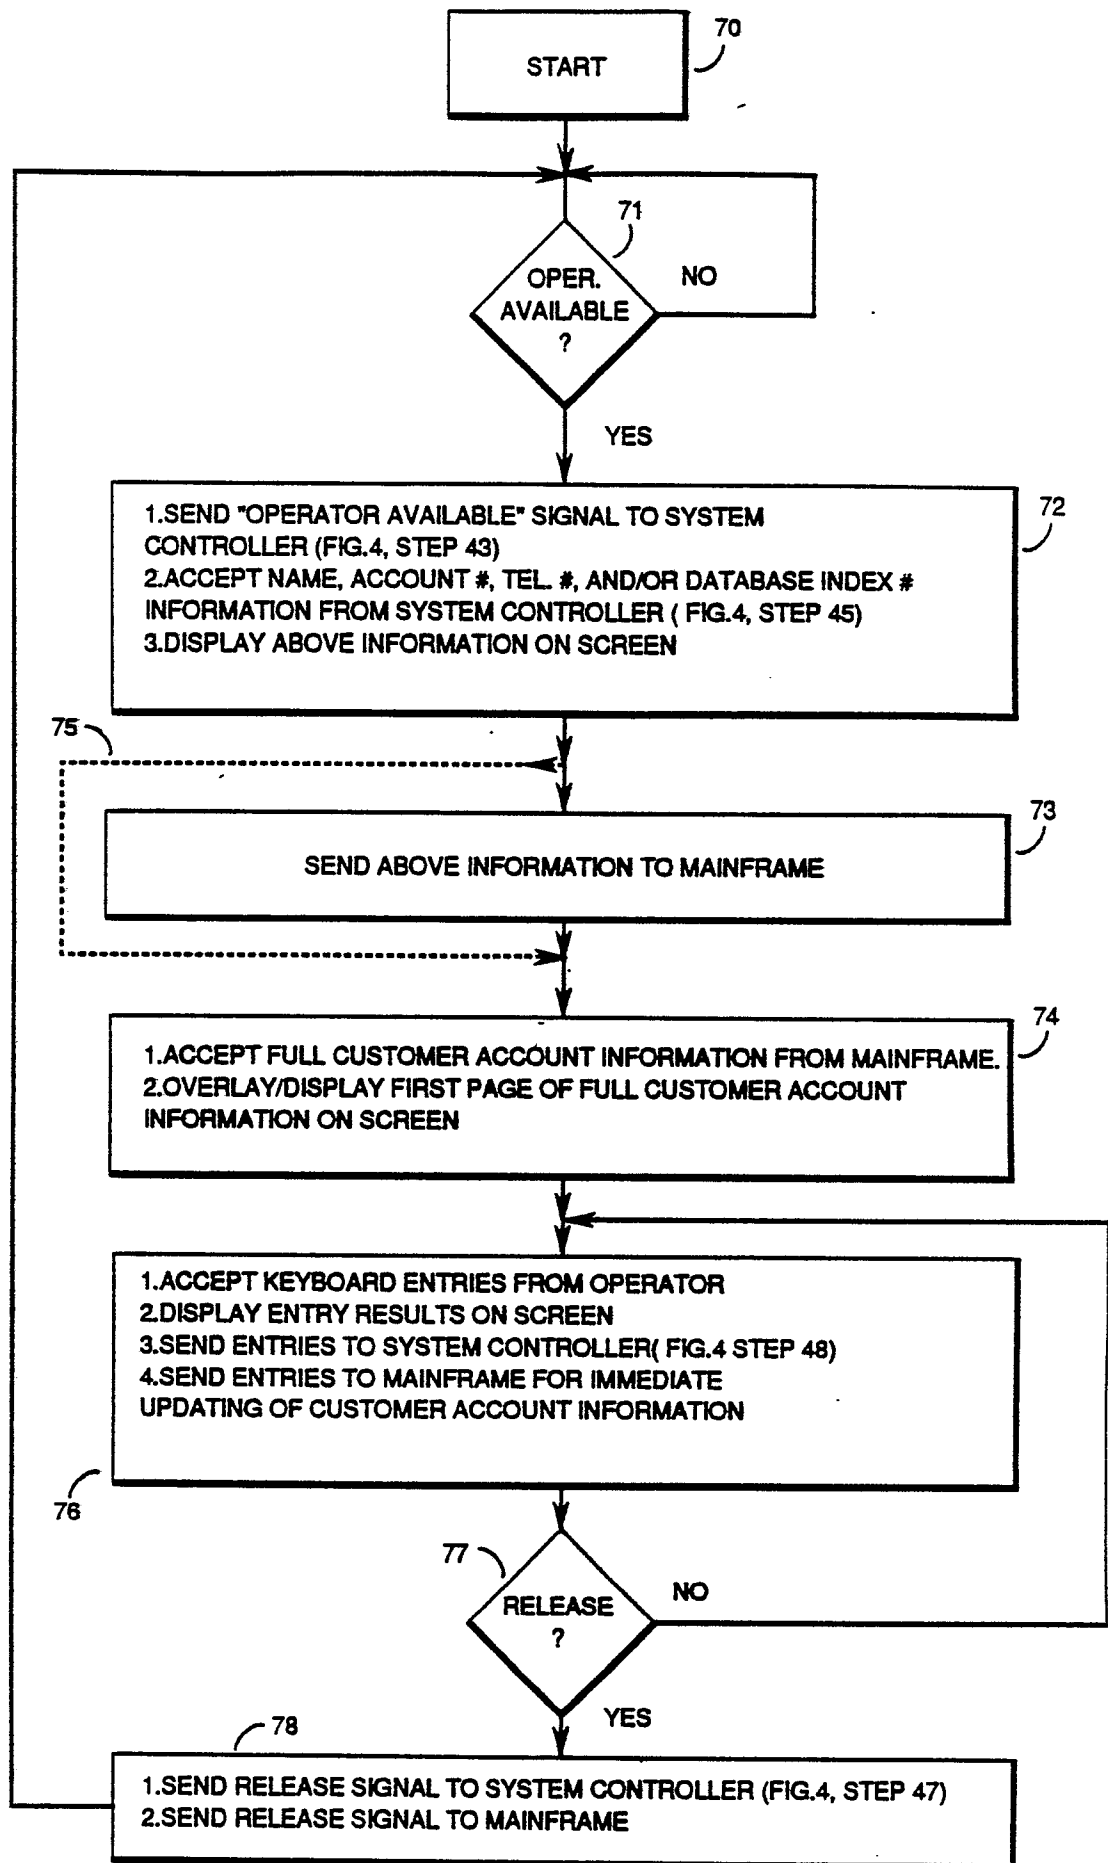 70
START
71
OPER.
AVAILABLE
?
NO
YES
72
1.SEND "OPERATOR AVAILABLE" SIGNAL TO SYSTEM
CONTROLLER (FIG.4, STEP 43)
2.ACCEPT NAME, ACCOUNT #, TEL. #, AND/OR DATABASE INDEX #
INFORMATION FROM SYSTEM CONTROLLER ( FIG.4, STEP 45)
3.DISPLAY ABOVE INFORMATION ON SCREEN
75
73
SEND ABOVE INFORMATION TO MAINFRAME
74
1.ACCEPT FULL CUSTOMER ACCOUNT INFORMATION FROM MAINFRAME.
2.OVERLAY/DISPLAY FIRST PAGE OF FULL CUSTOMER ACCOUNT
INFORMATION ON SCREEN
1.ACCEPT KEYBOARD ENTRIES FROM OPERATOR
2.DISPLAY ENTRY RESULTS ON SCREEN
3.SEND ENTRIES TO SYSTEM CONTROLLER( FIG.4 STEP 48)
4.SEND ENTRIES TO MAINFRAME FOR IMMEDIATE
UPDATING OF CUSTOMER ACCOUNT INFORMATION
76
77
RELEASE
?
NO
YES
78
1.SEND RELEASE SIGNAL TO SYSTEM CONTROLLER (FIG.4, STEP 47)
2.SEND RELEASE SIGNAL TO MAINFRAME